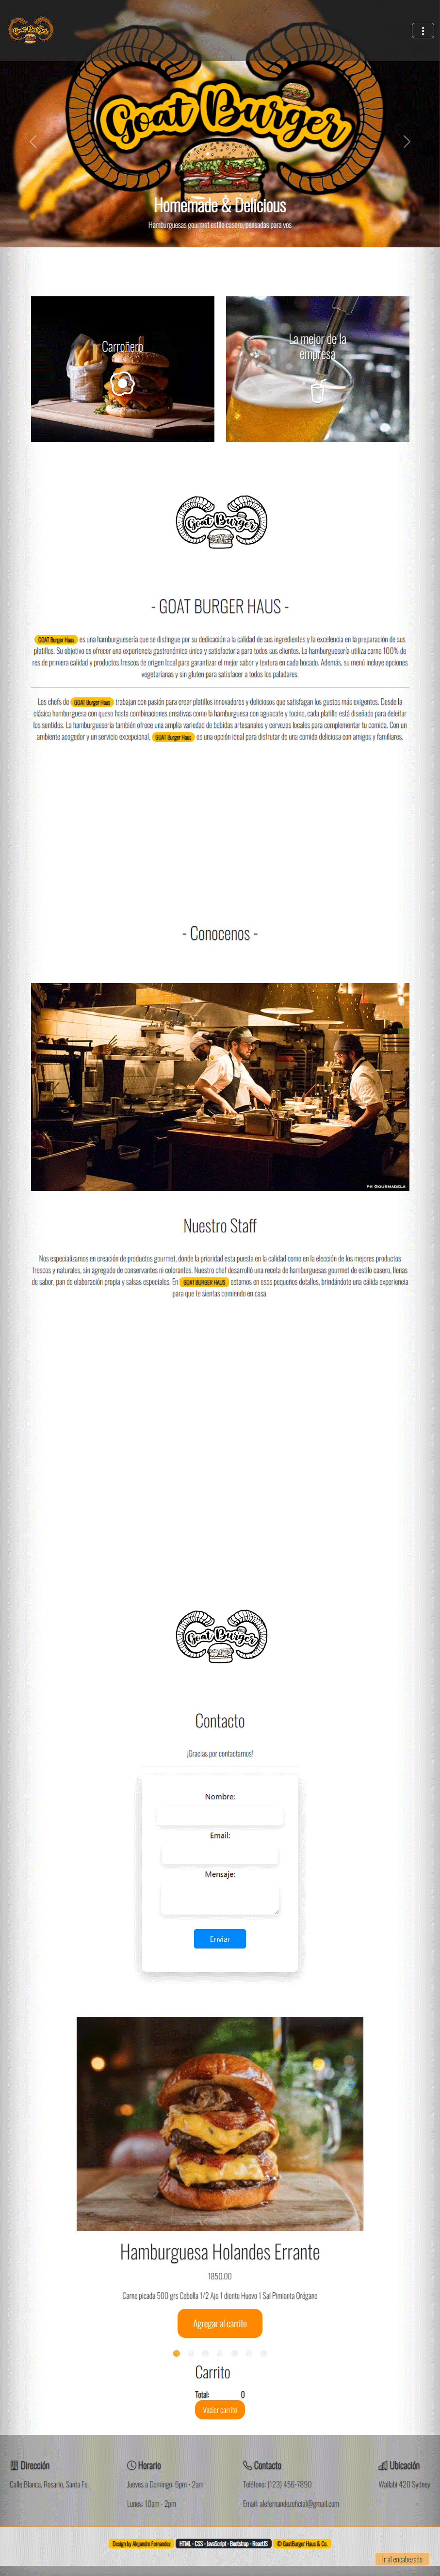 Goat Burger
Goat Burger
Homemade & Delicious
Hamburguesas gourmet estilo casero, pensadas para vos
Carroñero
La mejor de la
empresa
Goat Burger
- GOAT BURGER HAUS -
GOAT Burger Haus es una hamburguesería que se distingue por su dedicación a la calidad de sus ingredientes y la excelencia en la preparación de sus
platillos. Su objetivo es ofrecer una experiencia gastronómica única y satisfactoria para todos sus clientes. La hamburguesería utiliza carne 100% de
res de primera calidad y productos frescos de origen local para garantizar el mejor sabor y textura en cada bocado. Además, su menú incluye opciones
vegetarianas y sin gluten para satisfacer a todos los paladares.
Los chefs de GOAT Burger Haus trabajan con pasión para crear platillos innovadores y deliciosos que satisfagan los gustos más exigentes. Desde la
clásica hamburguesa con queso hasta combinaciones creativas como la hamburguesa con aguacate y tocino, cada platillo está diseñado para deleitar
los sentidos. La hamburguesería también ofrece una amplia variedad de bebidas artesanales y cervezas locales para complementar tu comida. Con un
ambiente acogedor y un servicio excepcional, GOAT Burger Haus es una opción ideal para disfrutar de una comida deliciosa con amigos y familiares.
- Conocenos -
PH GOURMADELA
Nuestro Staff
Nos especializamos en creación de productos gourmet, donde la prioridad esta puesta en la calidad como en la elección de los mejores productos
frescos y naturales, sin agregado de conservantes ni colorantes. Nuestro chef desarrolló una receta de hamburguesas gourmet de estilo casero, llenas
de sabor, pan de elaboración propia y salsas especiales. En GOAT BURGER HAUS estamos en esos pequeños detalles, brindándote una cálida experiencia
para que te sientas comiendo en casa.
Goat Burger
Contacto
¡Gracias por contactarnos!
Nombre:
Email:
Mensaje:
Enviar
Hamburguesa Holandes Errante
1850.00
Carne picada 500 grs Cebolla 1/2 Ajo 1 diente Huevo 1 Sal Pimienta Orégano
Agregar al carrito
Carrito
Total: 0
Vaciar carrito
Dirección
Calle Blanca. Rosario, Santa Fe
Horario
Jueves a Domingo: 6pm - 2am
Lunes: 10am - 2pm
Contacto
Teléfono: (123) 456-7890
Email: alefernandezoficial@gmail.com
Ubicación
Wallabi 420 Sydney
Design by Alejandro Fernandez HTML - CSS - JavaScript - Bootstrap - ReactJS © GoatBurger Haus & Co.
Ir al encabezado